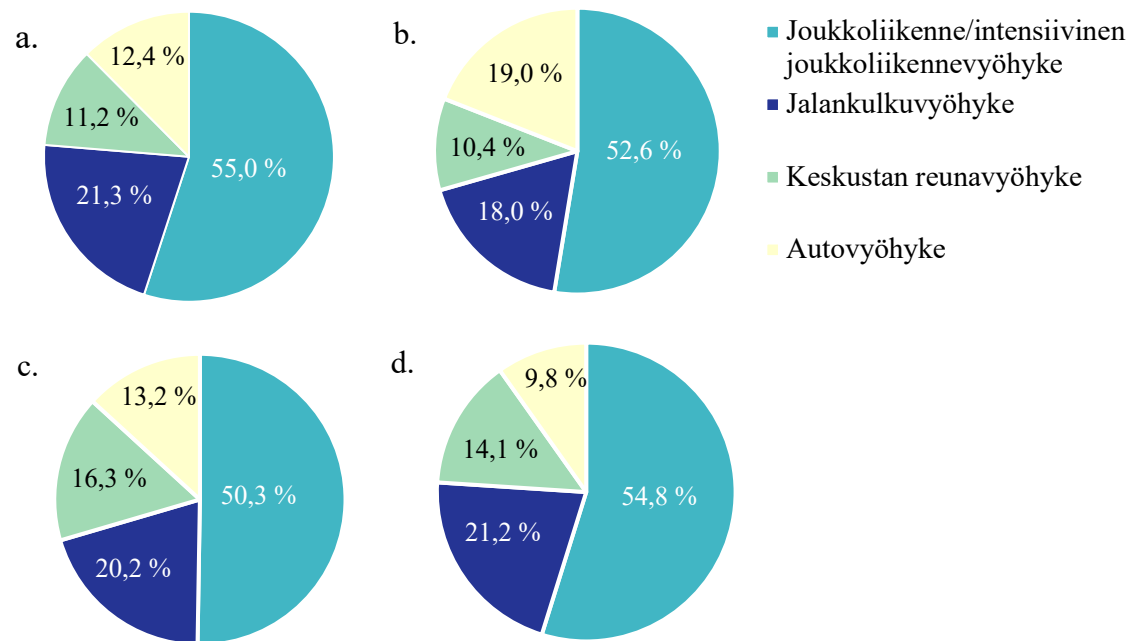 a.
12,4 %
11,2 %
55,0 %
21,3 %
b.
19,0 %
10,4 %
52,6 %
18,0 %
Joukkoliikenne/intensiivinen
joukkoliikennevyöhyke
Jalankulkuvyöhyke
Keskustan reunavyöhyke
Autovyöhyke
c.
13,2 %
16,3 %
50,3 %
20,2 %
d.
9,8 %
14,1 %
54,8 %
21,2 %